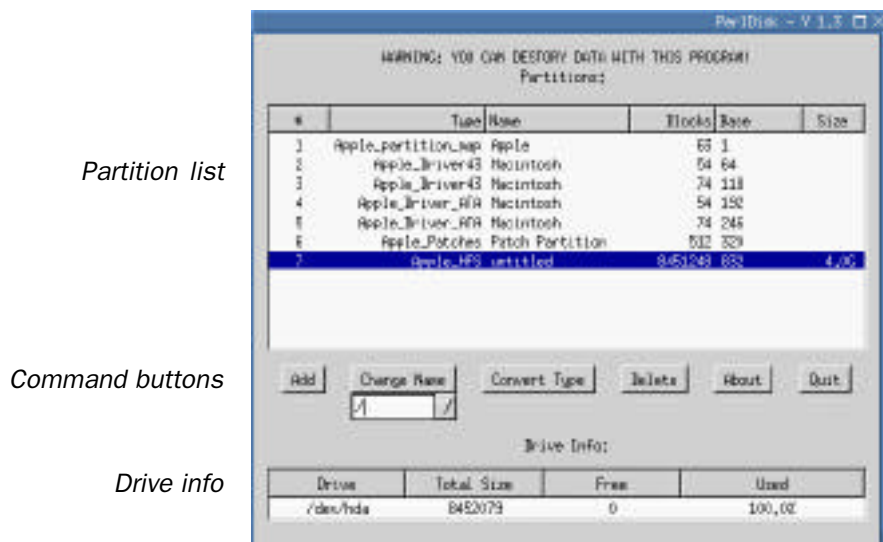 PerlDisk - V 1.3
WARNING: YOU CAN DESTORY DATA WITH THIS PROGRAM!
Partitions:
# Type Name Blocks Base Size
1 Apple_partition_map Apple 63 1
2 Apple_Driver43 Macintosh 54 64
3 Apple_Driver43 Macintosh 74 118
4 Apple_Driver_ATA Macintosh 54 192
5 Apple_Driver_ATA Macintosh 74 246
6 Apple_Patches Patch Partition 512 320
7 Apple_HFS untitled 8451248 832 4.0G
Partition list
Add Change Name Convert Type Delete About Quit
Command buttons
/ /
Drive Info:
Drive Total Size Free Used
Drive info
/dev/hda 8452079 0 100.0%